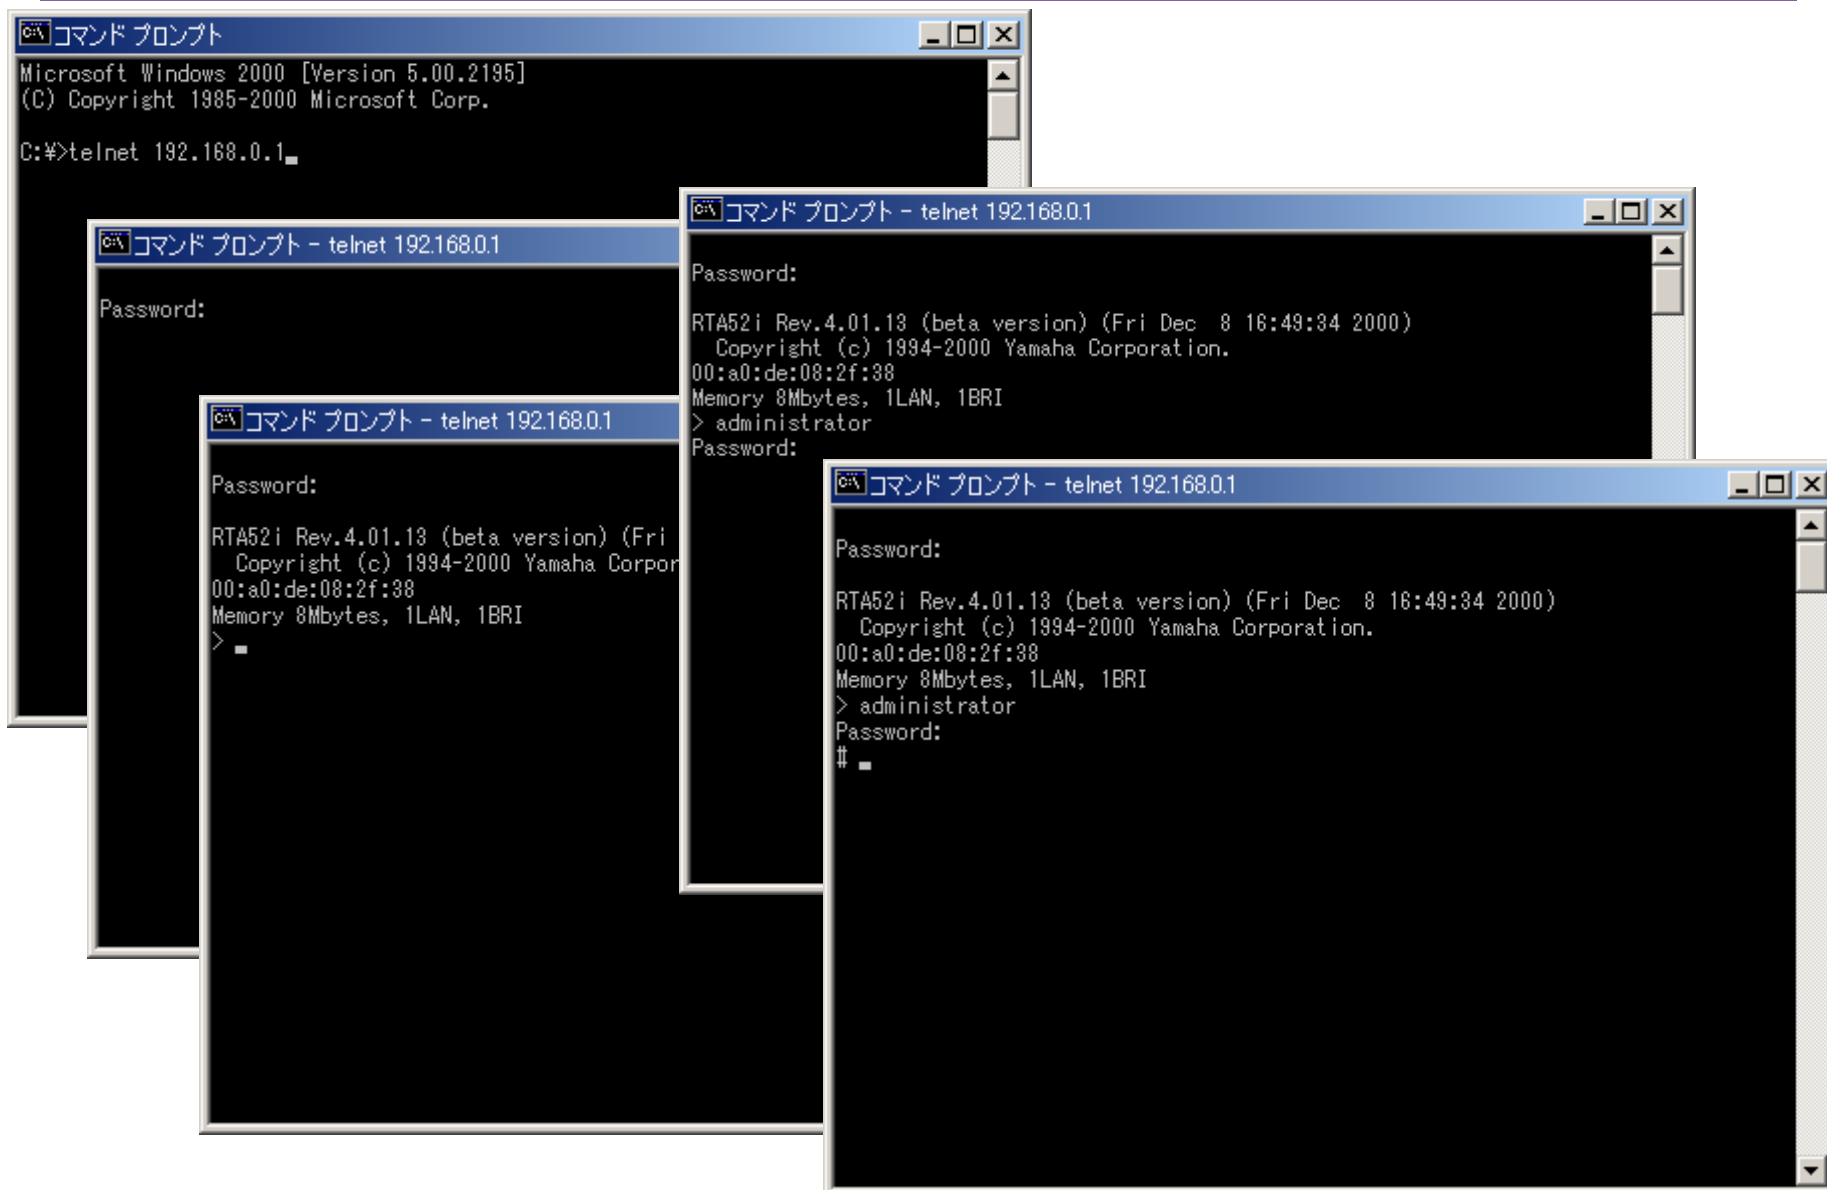 コマンド プロンプト
Microsoft Windows 2000 [Version 5.00.2195]
(C) Copyright 1985-2000 Microsoft Corp.
C:¥>telnet 192.168.0.1
コマンド プロンプト - telnet 192.168.0.1
Password:
コマンド プロンプト - telnet 192.168.0.1
Password:
RTA52i Rev.4.01.13 (beta version) (Fri
Copyright (c) 1994-2000 Yamaha Corpor
00:a0:de:08:2f:38
Memory 8Mbytes, 1LAN, 1BRI
>
コマンド プロンプト - telnet 192.168.0.1
Password:
RTA52i Rev.4.01.13 (beta version) (Fri Dec  8 16:49:34 2000)
Copyright (c) 1994-2000 Yamaha Corporation.
00:a0:de:08:2f:38
Memory 8Mbytes, 1LAN, 1BRI
> administrator
Password:
コマンド プロンプト - telnet 192.168.0.1
Password:
RTA52i Rev.4.01.13 (beta version) (Fri Dec  8 16:49:34 2000)
Copyright (c) 1994-2000 Yamaha Corporation.
00:a0:de:08:2f:38
Memory 8Mbytes, 1LAN, 1BRI
> administrator
Password:
#